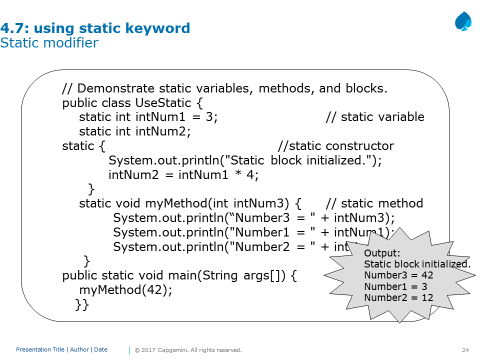 4.7: using static keyword
Static modifier
// Demonstrate static variables, methods, and blocks.
public class UseStatic {
static int intNum1 = 3; // static variable
static int intNum2;
static { //static constructor
System.out.println("Static block initialized.");
intNum2 = intNum1 * 4;
}
static void myMethod(int intNum3) { // static method
System.out.println(“Number3 = " + intNum3);
System.out.println("Number1 = " + intNum1);
System.out.println("Number2 = " +
}
public static void main(String args[]) {
myMethod(42);
}}
Output:
Static block initialized.
Number3 = 42
Number1 = 3
Number2 = 12
Presentation Title | Author | Date
© 2017 Capgemini. All rights reserved.
24